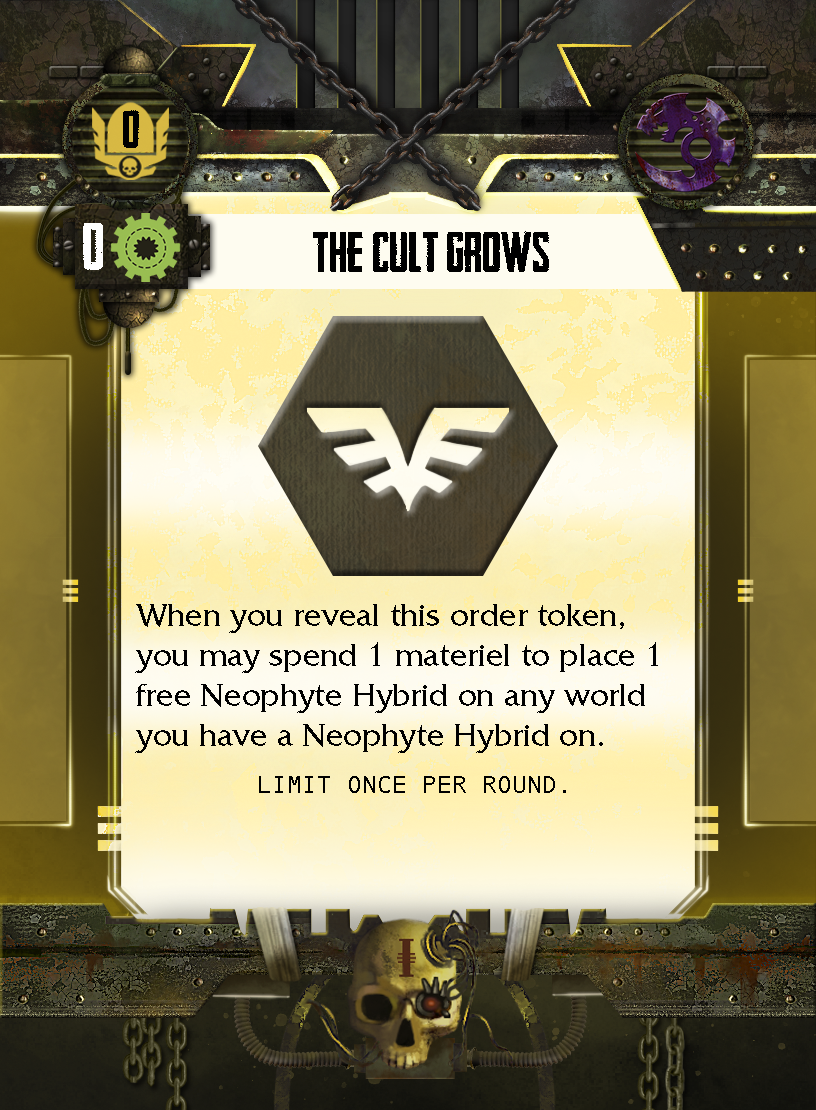 0
0
THE CULT GROWS
When you reveal this order token,
you may spend 1 materiel to place 1
free Neophyte Hybrid on any world
you have a Neophyte Hybrid on.
LIMIT ONCE PER ROUND.
I